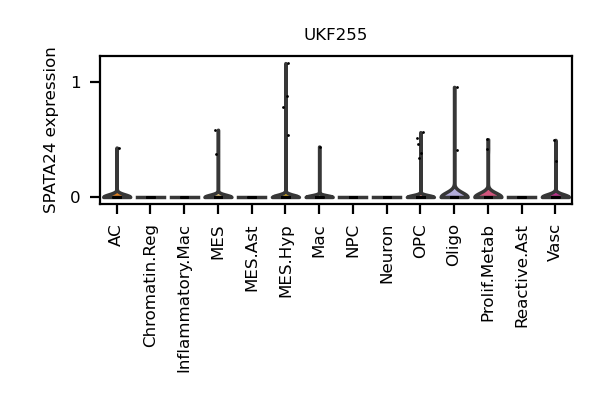 UKF255
SPATA24 expression
1
0
AC
Chromatin.Reg
Inflammatory.Mac
MES
MES.Ast
MES.Hyp
Mac
NPC
Neuron
OPC
Oligo
Prolif.Metab
Reactive.Ast
Vasc